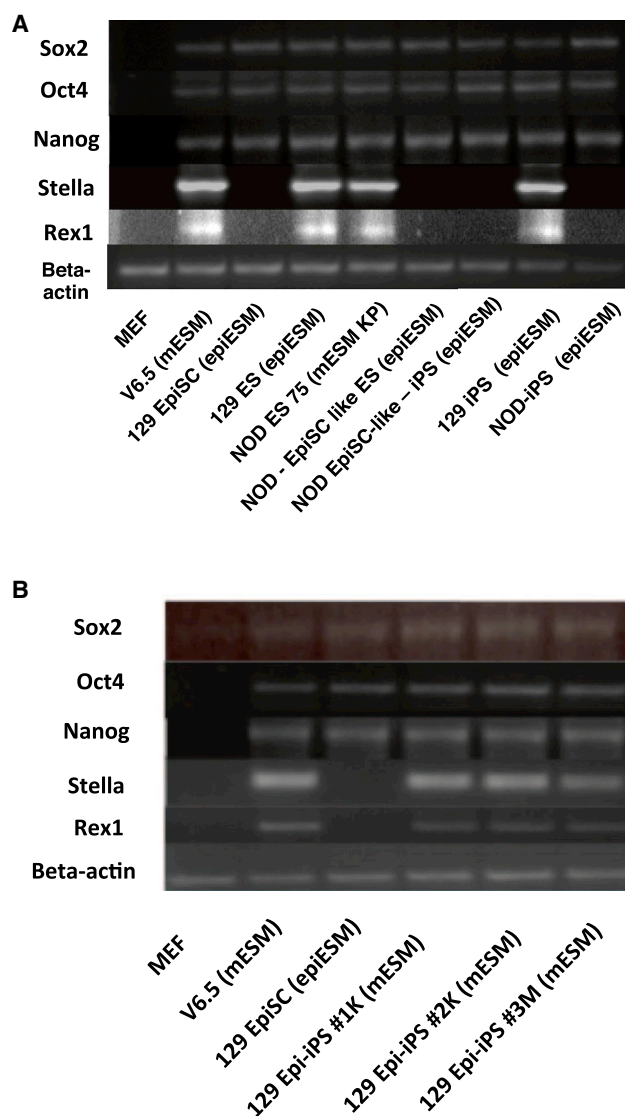 A
Sox2
Oct4
Nanog
Stella
Rex1
Beta-
actin
MEF
V6.5 (mESM)
129 EpiSC (epiESM)
129 ES (epiESM)
NOD ES 75 (mESM KP)
NOD - EpiSC like ES (epiESM)
NOD EpiSC-like – iPS (epiESM)
129 iPS (epiESM)
NOD-iPS (epiESM)
B
Sox2
Oct4
Nanog
Stella
Rex1
Beta-actin
MEF
V6.5 (mESM)
129 EpiSC (epiESM)
129 Epi-iPS #1K (mESM)
129 Epi-iPS #2K (mESM)
129 Epi-iPS #3M (mESM)